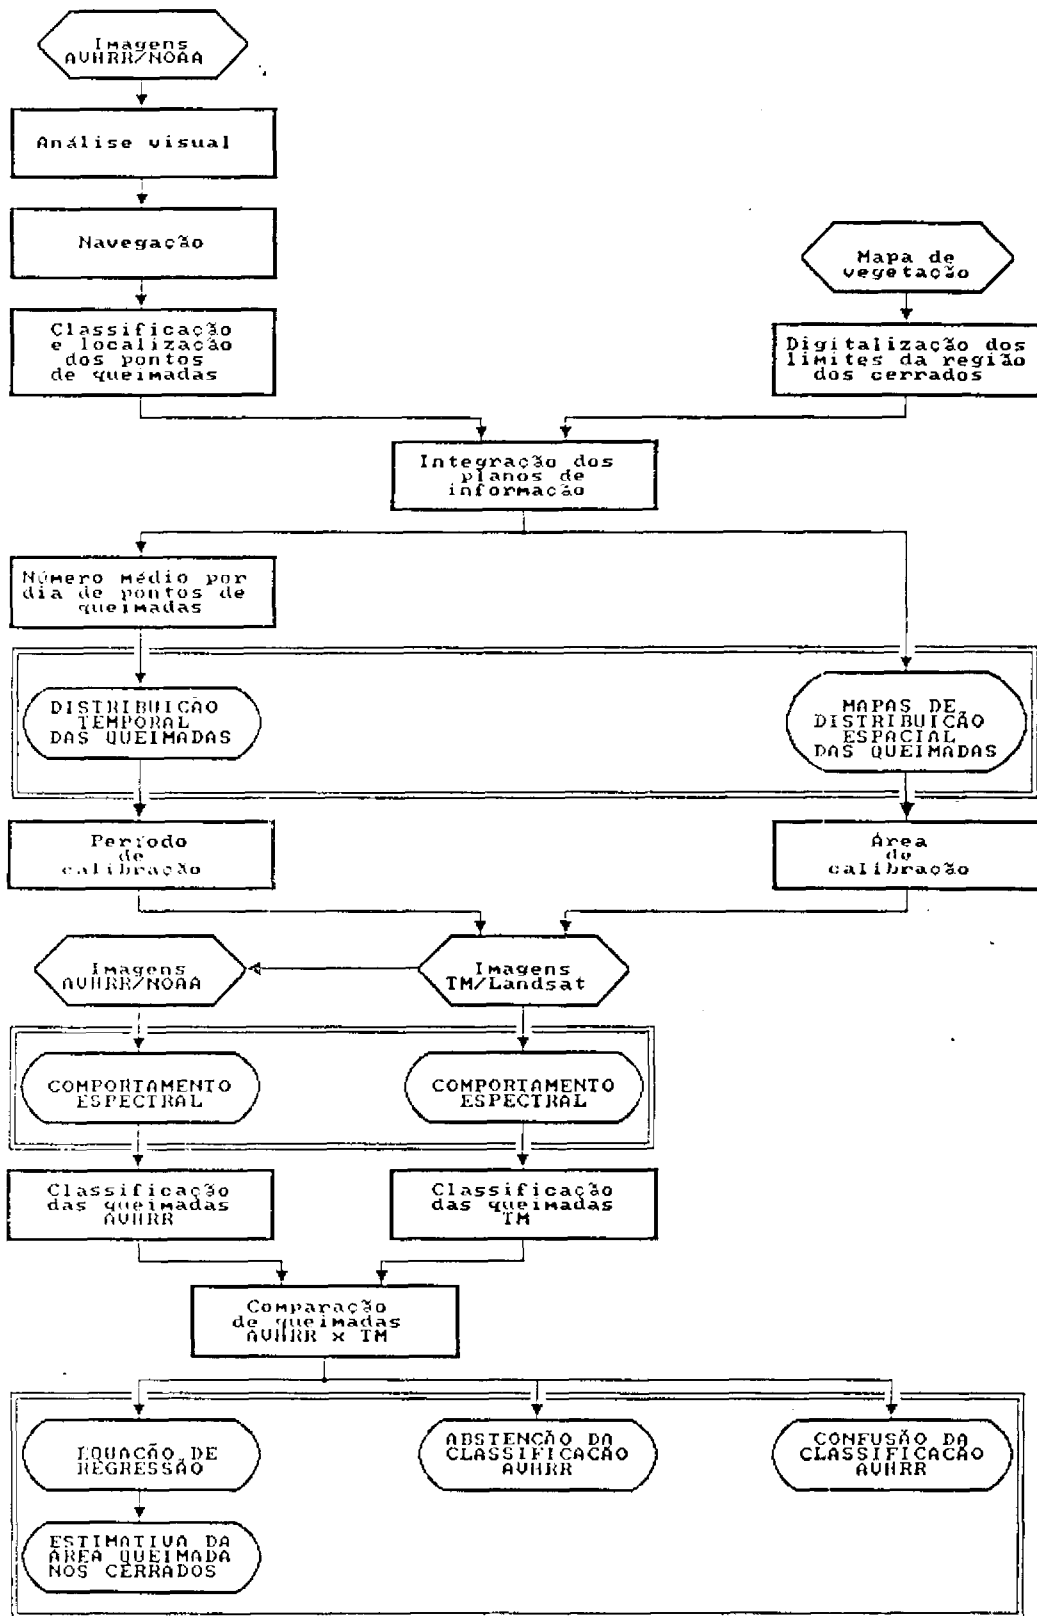 Imagens
AVHRR/NOAA
Análise visual
Navegação
Mapa de
vegetação
Classificação
e localização
dos pontos
de queimadas
Digitalização dos
limites da região
dos cerrados
Integração dos
planos de
informação
Número médio por
dia de pontos de
queimadas
DISTRIBUIÇÃO
TEMPORAL
DAS QUEIMADAS
MAPAS DE
DISTRIBUIÇÃO
ESPACIAL
DAS QUEIMADAS
Período
de
calibração
Área
de
calibração
Imagens
AVHRR/NOAA
Imagens
TM/Landsat
COMPORTAMENTO
ESPECTRAL
COMPORTAMENTO
ESPECTRAL
Classificação
das queimadas
AVHRR
Classificação
das queimadas
TM
Comparação
de queimadas
AVHRR x TM
EQUAÇÃO DE
REGRESSÃO
ABSTENÇÃO DA
CLASSIFICAÇÃO
AVHRR
CONFUSÃO DA
CLASSIFICAÇÃO
AVHRR
ESTIMATIVA DA
ÁREA QUEIMADA
NOS CERRADOS